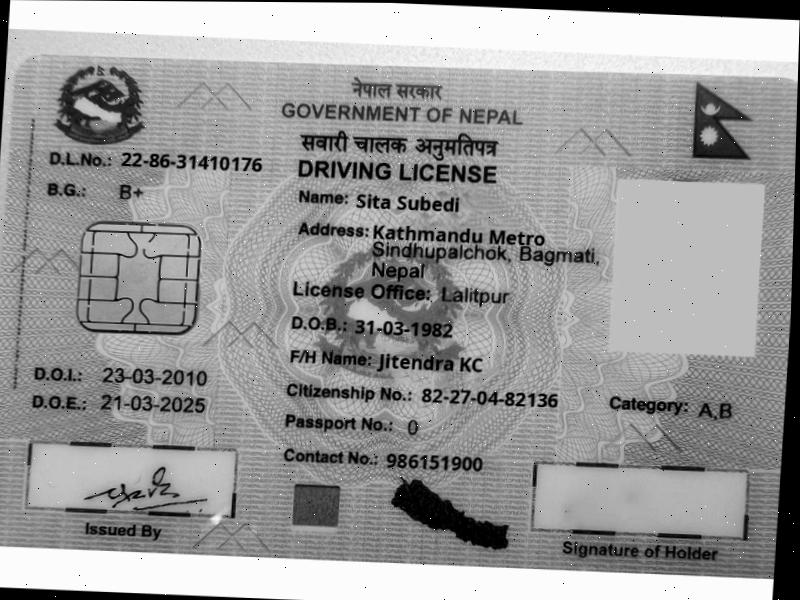 नेपाल सरकार
GOVERNMENT OF NEPAL
सवारी चालक अनुमतिपत्र
DRIVING LICENSE
D.L.No.: 22-86-31410176
B.G.: B+
Name: Sita Subedi
Address: Kathmandu Metro
Sindhupalchok, Bagmati,
Nepal
License Office: Lalitpur
D.O.B.: 31-03-1982
F/H Name: Jitendra KC
D.O.I.: 23-03-2010
D.O.E.: 21-03-2025
Citizenship No.: 82-27-04-82136
Category: A,B
Passport No.: 0
Contact No.: 986151900
Issued By
Signature of Holder